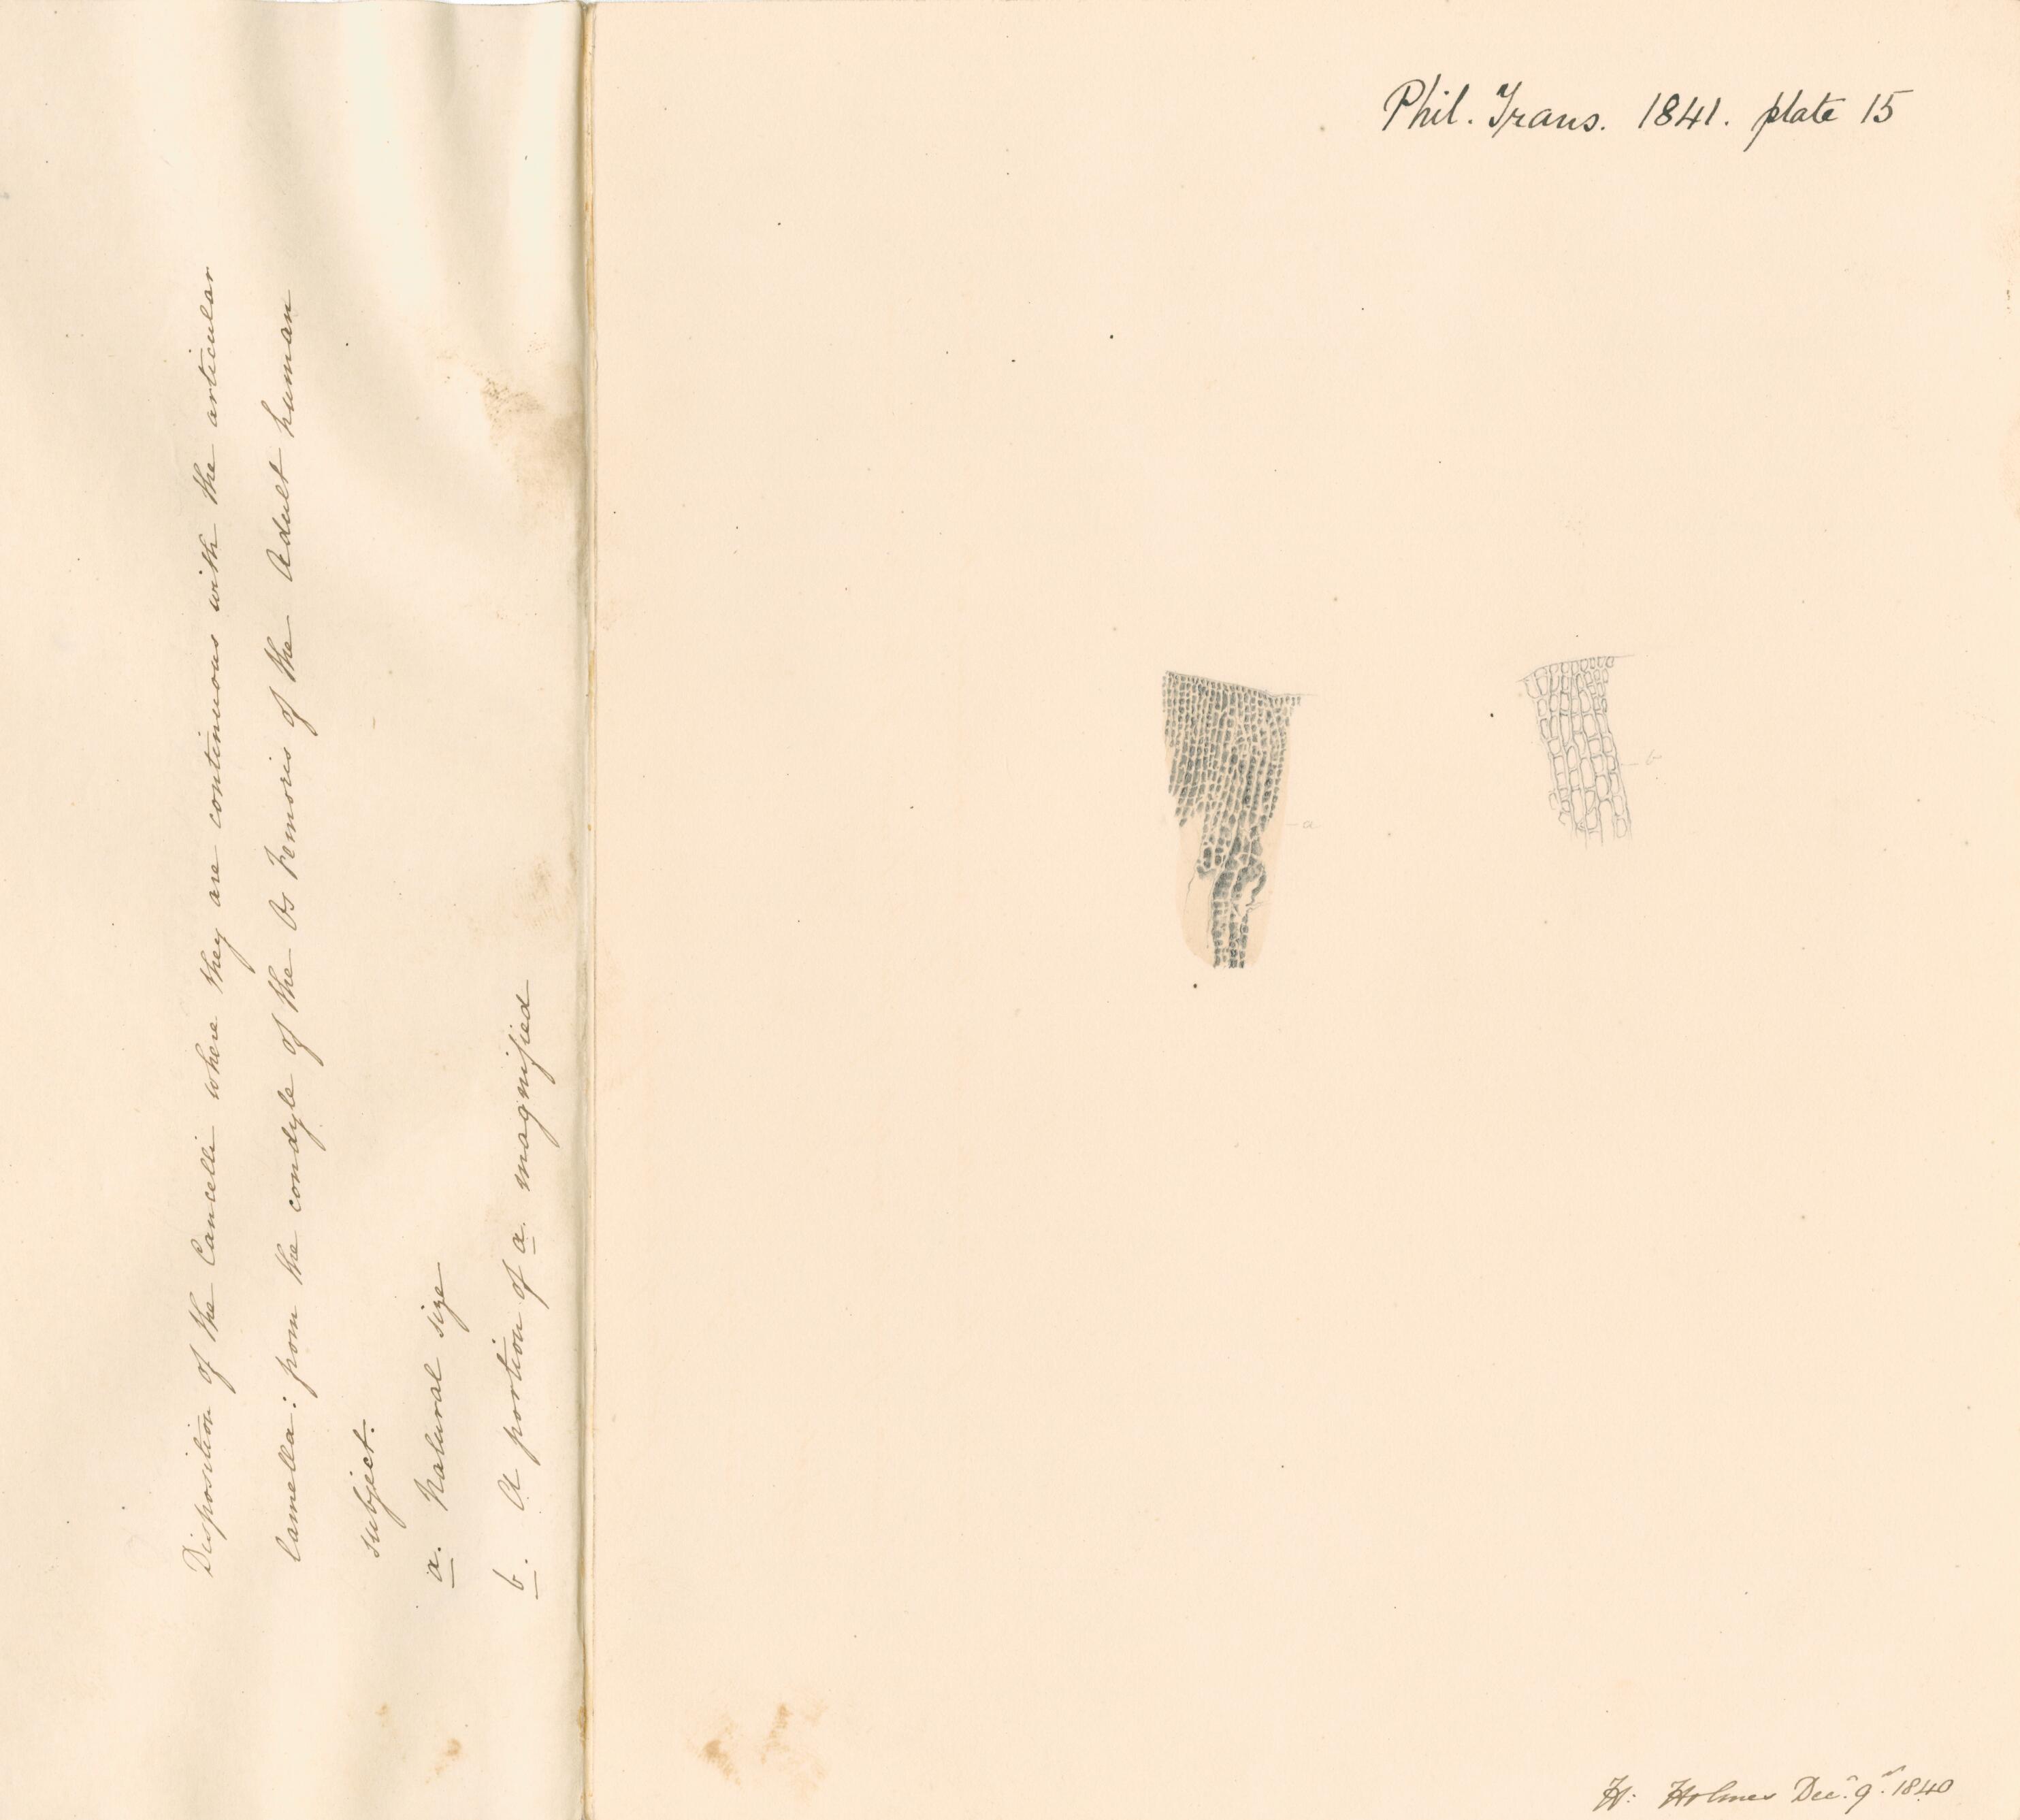 Phil. Trans. 1841. plate 15
Disposition of the Cancelli where they are continuous with the articular
lamella: from the condyle of the Os Femoris of the Adult human
subject.
a. Natural size
b. A portion of a. magnified
a
b
H: Holmes Decr. 9th. 1840